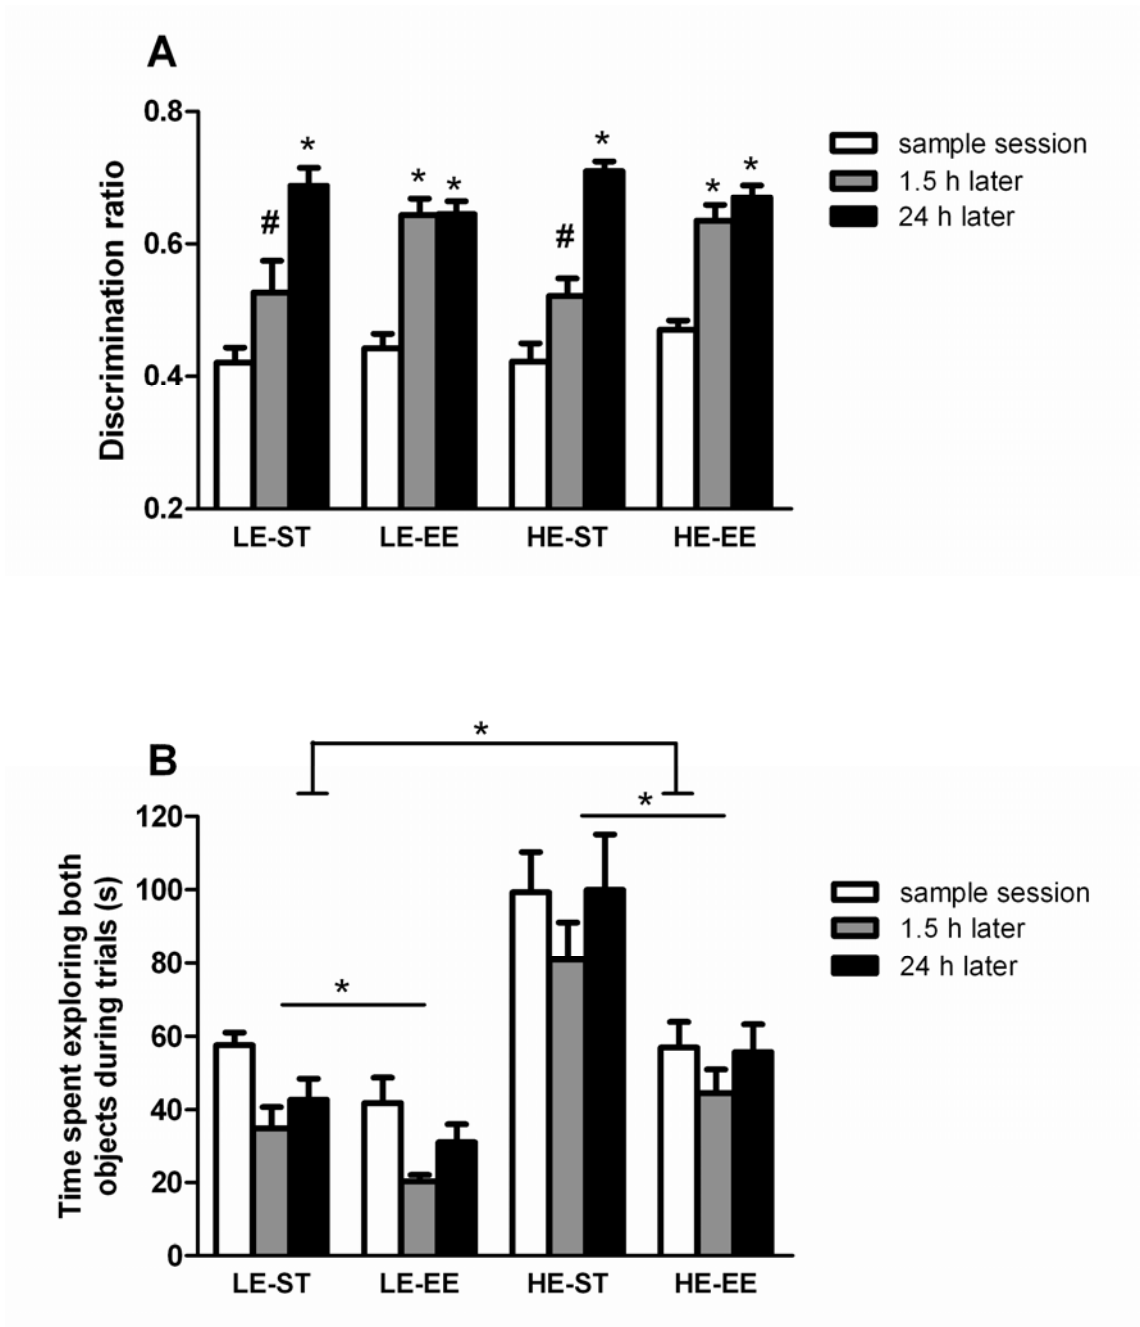 A
Discrimination ratio
0.8
0.6
0.4
0.2
*
#
*
*
*
#
*
*
LE-ST
LE-EE
HE-ST
HE-EE
sample session
1.5 h later
24 h later
B
*
*
*
Time spent exploring both
objects during trials (s)
120
100
80
60
40
20
0
LE-ST
LE-EE
HE-ST
HE-EE
sample session
1.5 h later
24 h later